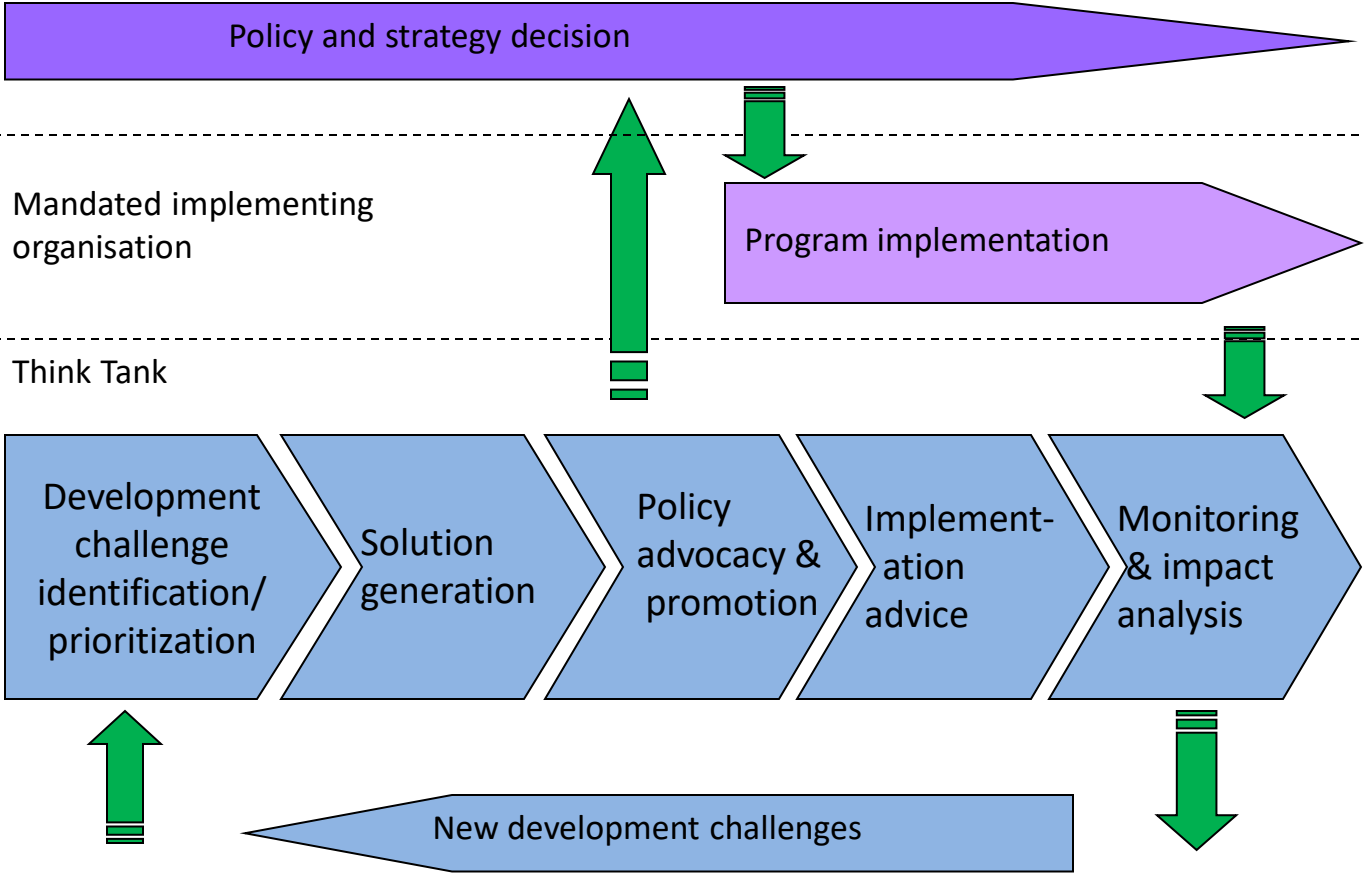 Policy and strategy decision
Mandated implementing
organisation
Program implementation
Think Tank
Development
challenge
identification/
prioritization
Solution
generation
Policy
advocacy &
promotion
Implement-
ation
advice
Monitoring
& impact
analysis
New development challenges